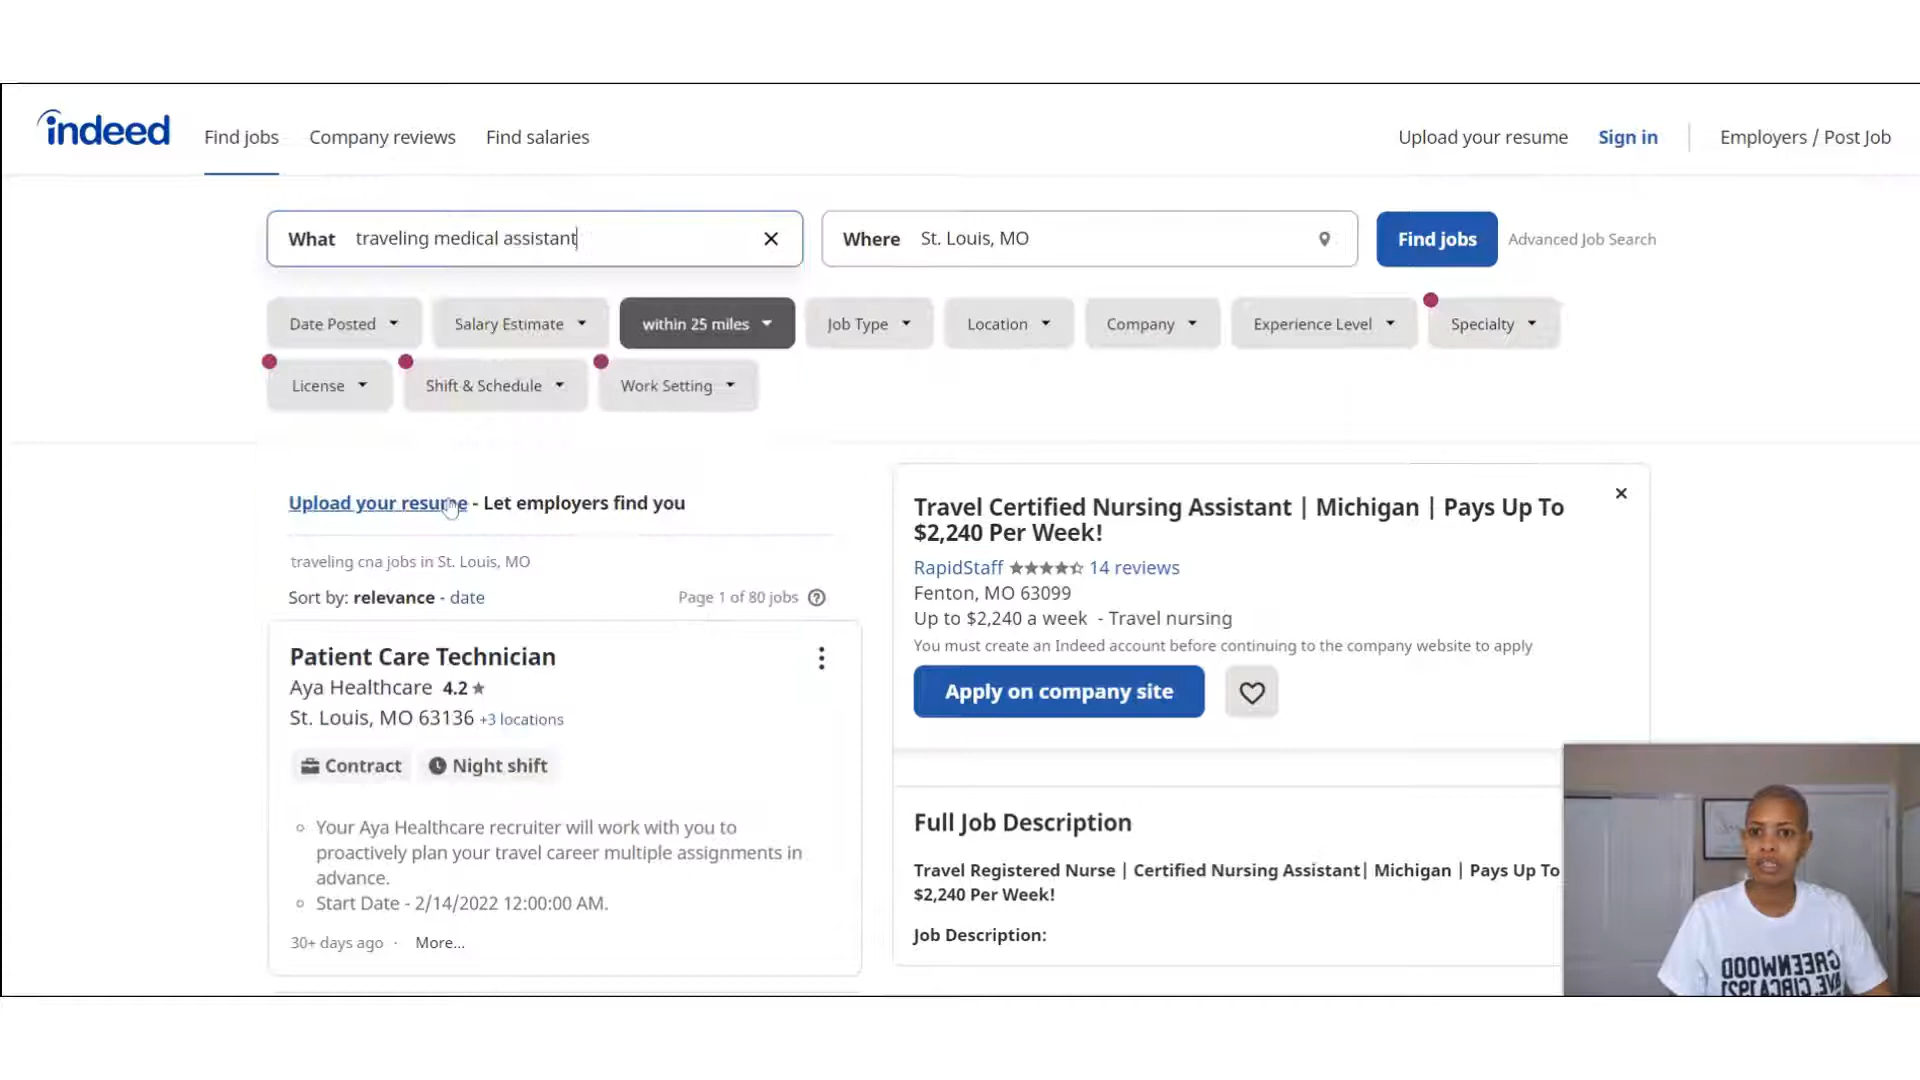 indeed
Find jobs
Company reviews
Find salaries
Upload your resume
Sign in
Employers / Post Job
What traveling medical assistant
Where St. Louis, MO
Find jobs
Advanced Job Search
Date Posted
Salary Estimate
within 25 miles
Job Type
Location
Company
Experience Level
Specialty
License
Shift & Schedule
Work Setting
Upload your resume - Let employers find you
traveling cna jobs in St. Louis, MO
Sort by: relevance - date
Page 1 of 80 jobs
Patient Care Technician
Aya Healthcare 4.2 ★
St. Louis, MO 63136 +3 locations
Contract
Night shift
Your Aya Healthcare recruiter will work with you to
proactively plan your travel career multiple assignments in
advance.
Start Date - 2/14/2022 12:00:00 AM.
30+ days ago · More...
Travel Certified Nursing Assistant | Michigan | Pays Up To
$2,240 Per Week!
RapidStaff 14 reviews
Fenton, MO 63099
Up to $2,240 a week - Travel nursing
You must create an Indeed account before continuing to the company website to apply
Apply on company site
Full Job Description
Travel Registered Nurse | Certified Nursing Assistant| Michigan | Pays Up To
$2,240 Per Week!
Job Description:
GREENWOOD
AVE. CIRCA 1921